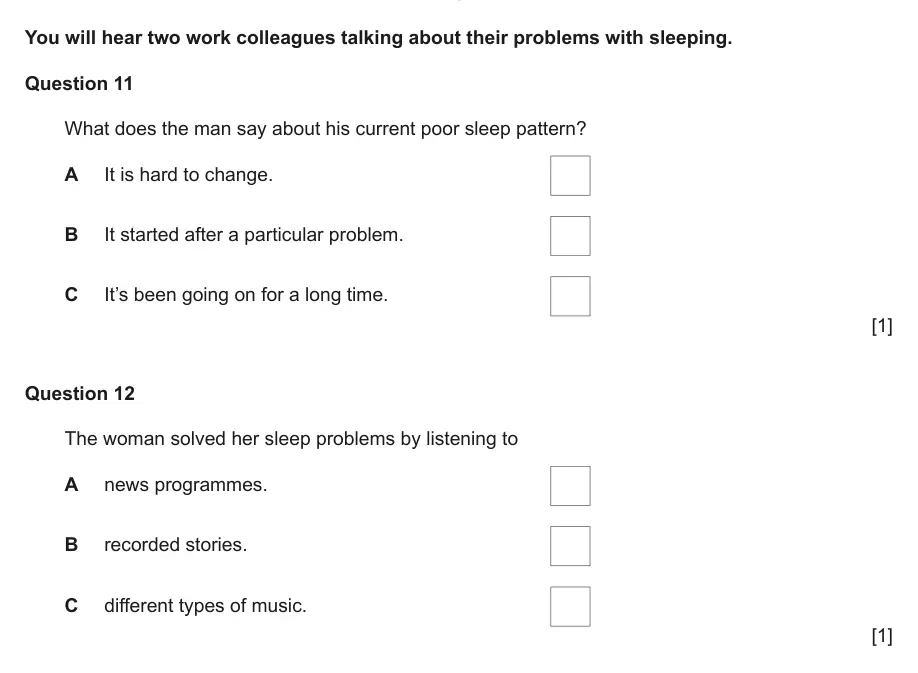 You will hear two work colleagues talking about their problems with sleeping.
Question 11
What does the man say about his current poor sleep pattern?
A It is hard to change.
B It started after a particular problem.
C It’s been going on for a long time.
[1]
Question 12
The woman solved her sleep problems by listening to
A news programmes.
B recorded stories.
C different types of music.
[1]